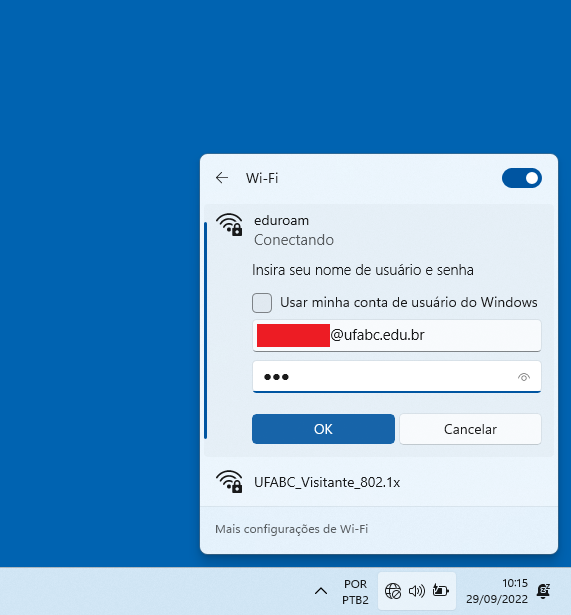 Wi-Fi
eduroam
Conectando
Insira seu nome de usuário e senha
Usar minha conta de usuário do Windows
@ufabc.edu.br
●●●
OK
Cancelar
UFABC_Visitante_802.1x
Mais configurações de Wi-Fi
POR
PTB2
10:15
29/09/2022